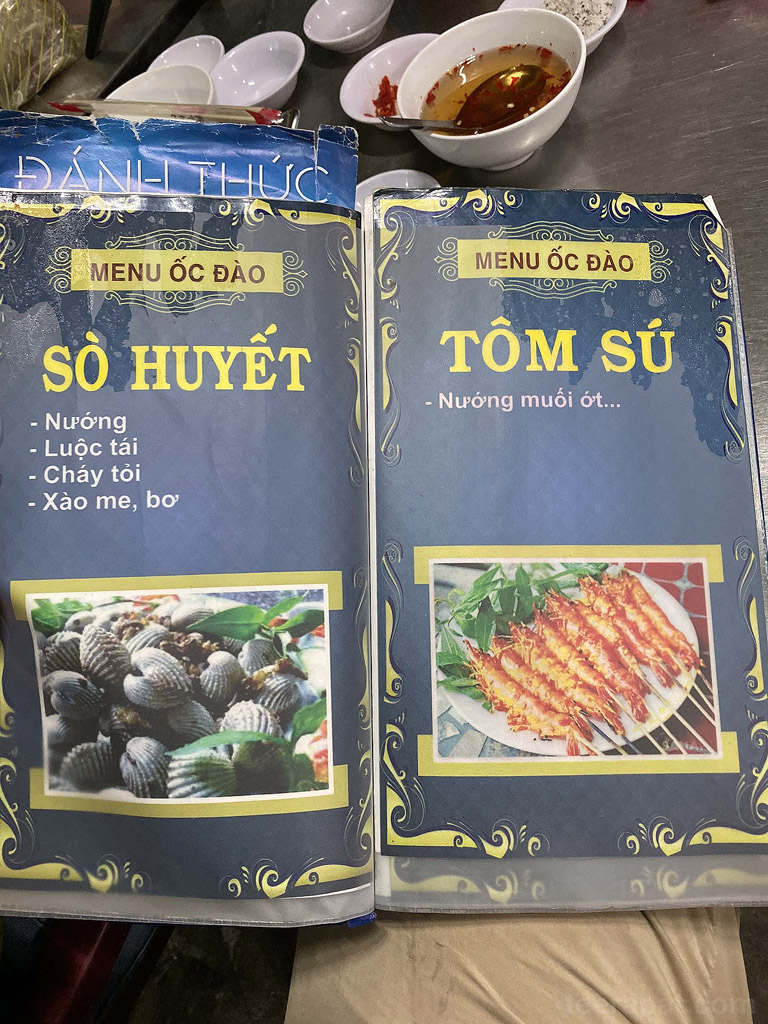 ĐÁNH THỨC
MENU ỐC ĐÀO
SÒ HUYẾT
- Nướng
- Luộc tái
- Cháy tỏi
- Xào me, bơ
MENU ỐC ĐÀO
TÔM SÚ
- Nướng muối ớt...